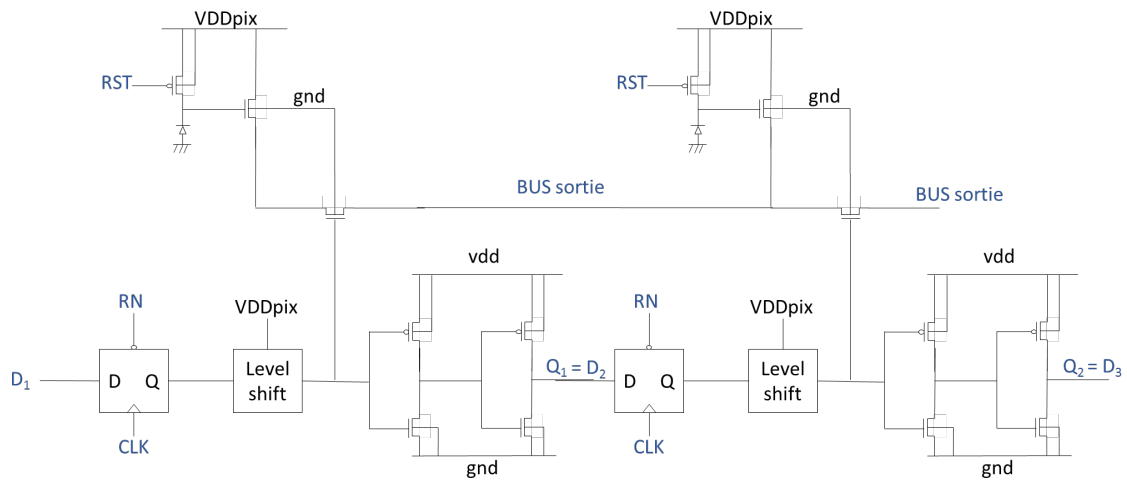 VDDpix
VDDpix
RST
gnd
RST
gnd
BUS sortie
BUS sortie
vdd
vdd
RN
VDDpix
RN
VDDpix
D₁
D Q
Level
shift
Q₁ = D₂
D Q
Level
shift
Q₂ = D₃
CLK
gnd
CLK
gnd